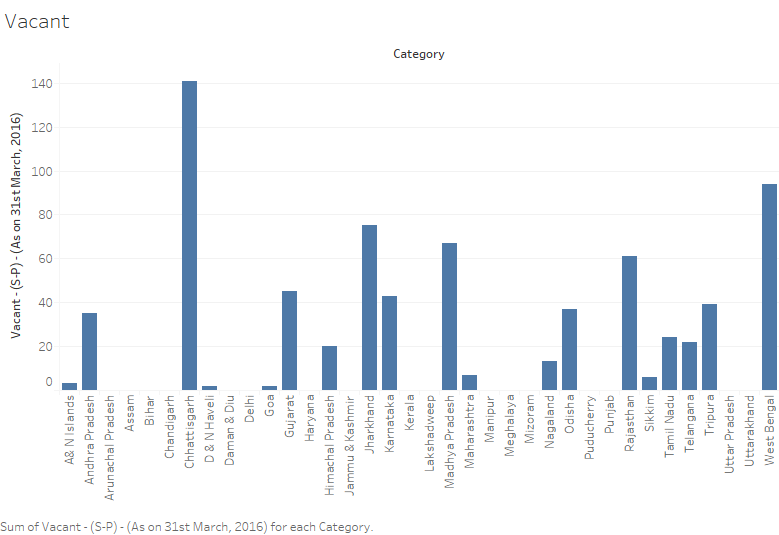 Vacant
Category
Vacant - (S-P) - (As on 31st March, 2016)
140
120
100
80
60
40
20
0
A& N Islands
Andhra Pradesh
Arunachal Pradesh
Assam
Bihar
Chandigarh
Chhattisgarh
D & N Haveli
Daman & Diu
Delhi
Goa
Gujarat
Haryana
Himachal Pradesh
Jammu & Kashmir
Jharkhand
Karnataka
Kerala
Lakshadweep
Madhya Pradesh
Maharashtra
Manipur
Meghalaya
Mizoram
Nagaland
Odisha
Puducherry
Punjab
Rajasthan
Sikkim
Tamil Nadu
Telangana
Tripura
Uttar Pradesh
Uttarakhand
West Bengal
Sum of Vacant - (S-P) - (As on 31st March, 2016) for each Category.